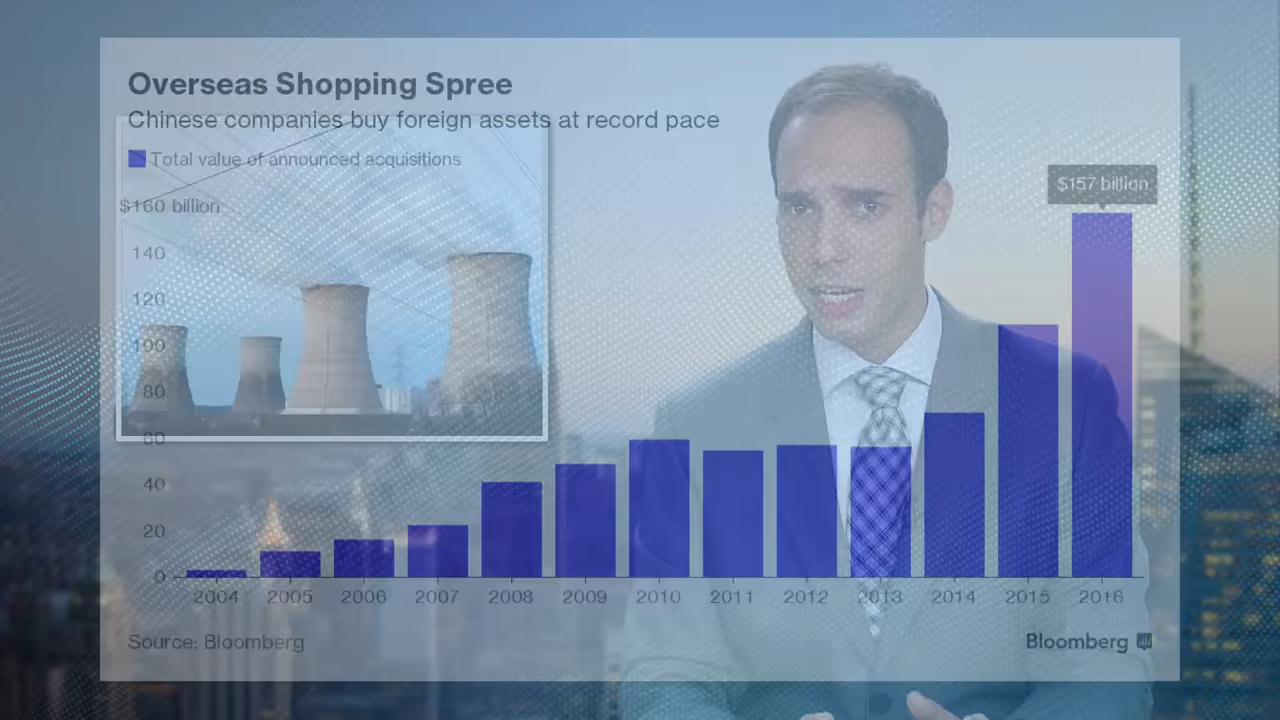 Overseas Shopping Spree
Chinese companies buy foreign assets at record pace
Total value of announced acquisitions
$160 billion
$157 billion
140
120
100
80
60
40
20
0
2004 2005 2006 2007 2008 2009 2010 2011 2012 2013 2014 2015 2016
Source: Bloomberg
Bloomberg